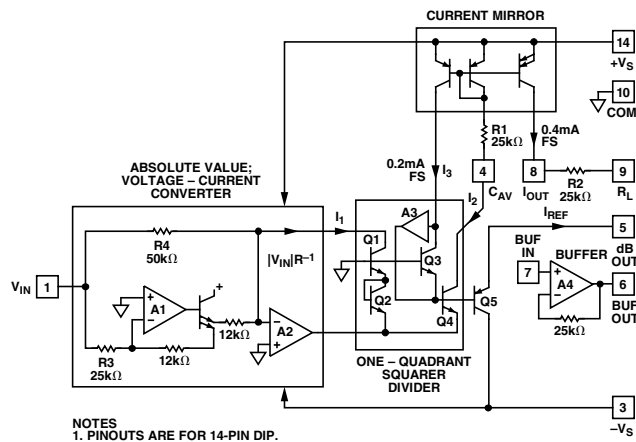 CURRENT MIRROR
14
+VS
10
COM
R1
25kΩ
0.4mA
FS
0.2mA
FS
I3
4
CAV
8
IOUT
R2
25kΩ
9
RL
ABSOLUTE VALUE;
VOLTAGE – CURRENT
CONVERTER
I1
I2
IREF
5
dB
OUT
R4
50kΩ
|VIN|R–1
A3
Q1
Q3
Q2
Q4
Q5
BUF
IN
BUFFER
7
A4
6
BUF
OUT
25kΩ
VIN
1
+
A1
+
–
12kΩ
12kΩ
R3
25kΩ
–
A2
+
+
–
ONE – QUADRANT
SQUARER
DIVIDER
3
–VS
NOTES
1. PINOUTS ARE FOR 14-PIN DIP.